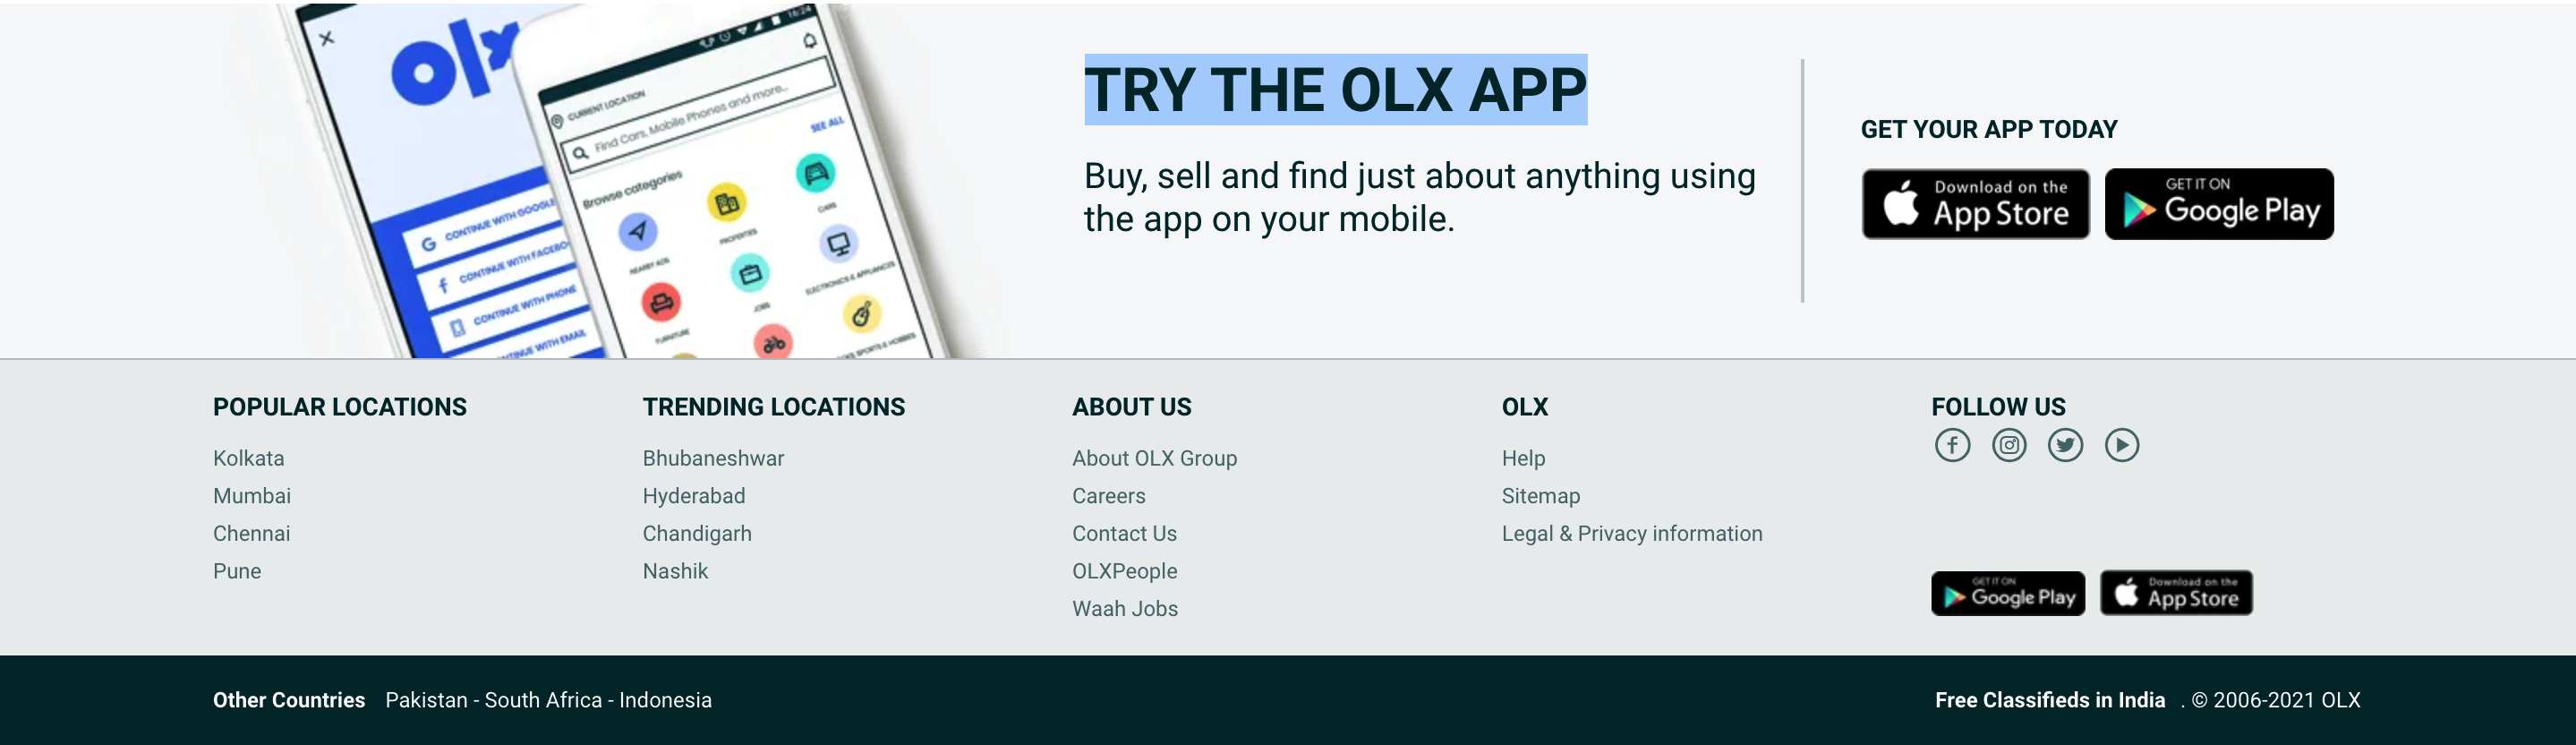 olx
CONTINUE WITH GOOGLE
CONTINUE WITH
CONTINUE WITH PHONE
WITH EMAIL
16:24
CURRENT LOCATION
Find Cars, Mobile Phones and more...
Browse categories
SEE ALL
NEARBY ADS
PROPERTIES
CARS
FURNITURE
JOBS
ELECTRONICS & APPLIANCES
SPORTS & HOBBIES
TRY THE OLX APP
Buy, sell and find just about anything using
the app on your mobile.
GET YOUR APP TODAY
Download on the
App Store
GET IT ON
Google Play
POPULAR LOCATIONS
Kolkata
Mumbai
Chennai
Pune
TRENDING LOCATIONS
Bhubaneshwar
Hyderabad
Chandigarh
Nashik
ABOUT US
About OLX Group
Careers
Contact Us
OLXPeople
Waah Jobs
OLX
Help
Sitemap
Legal & Privacy information
FOLLOW US
GET IT ON
Google Play
Download on the
App Store
Other Countries Pakistan - South Africa - Indonesia
Free Classifieds in India . © 2006-2021 OLX